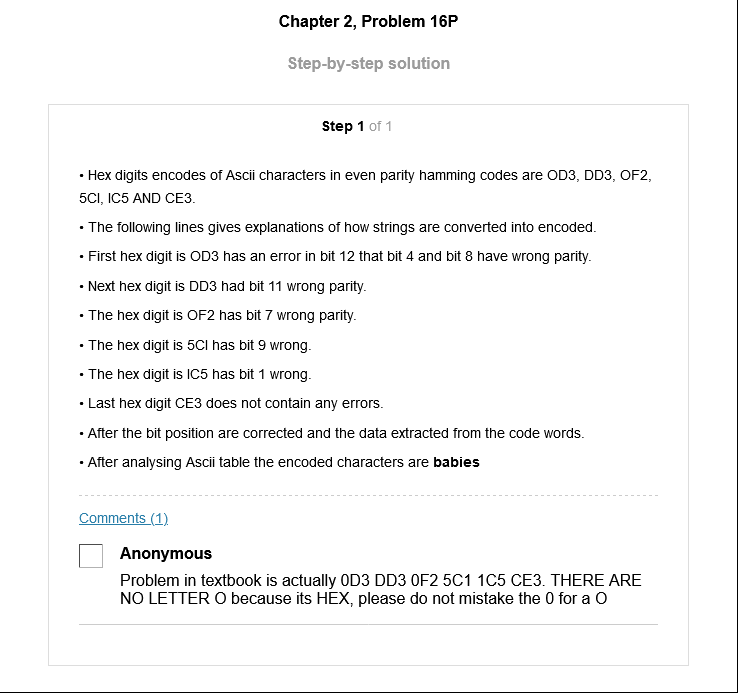 Chapter 2, Problem 16P
Step-by-step solution
Step 1 of 1
• Hex digits encodes of Ascii characters in even parity hamming codes are OD3, DD3, OF2,
5Cl, IC5 AND CE3.
• The following lines gives explanations of how strings are converted into encoded.
• First hex digit is OD3 has an error in bit 12 that bit 4 and bit 8 have wrong parity.
• Next hex digit is DD3 had bit 11 wrong parity.
• The hex digit is OF2 has bit 7 wrong parity.
• The hex digit is 5Cl has bit 9 wrong.
• The hex digit is IC5 has bit 1 wrong.
• Last hex digit CE3 does not contain any errors.
• After the bit position are corrected and the data extracted from the code words.
• After analysing Ascii table the encoded characters are babies
Comments (1)
Anonymous
Problem in textbook is actually 0D3 DD3 0F2 5C1 1C5 CE3. THERE ARE
NO LETTER O because its HEX, please do not mistake the 0 for a O